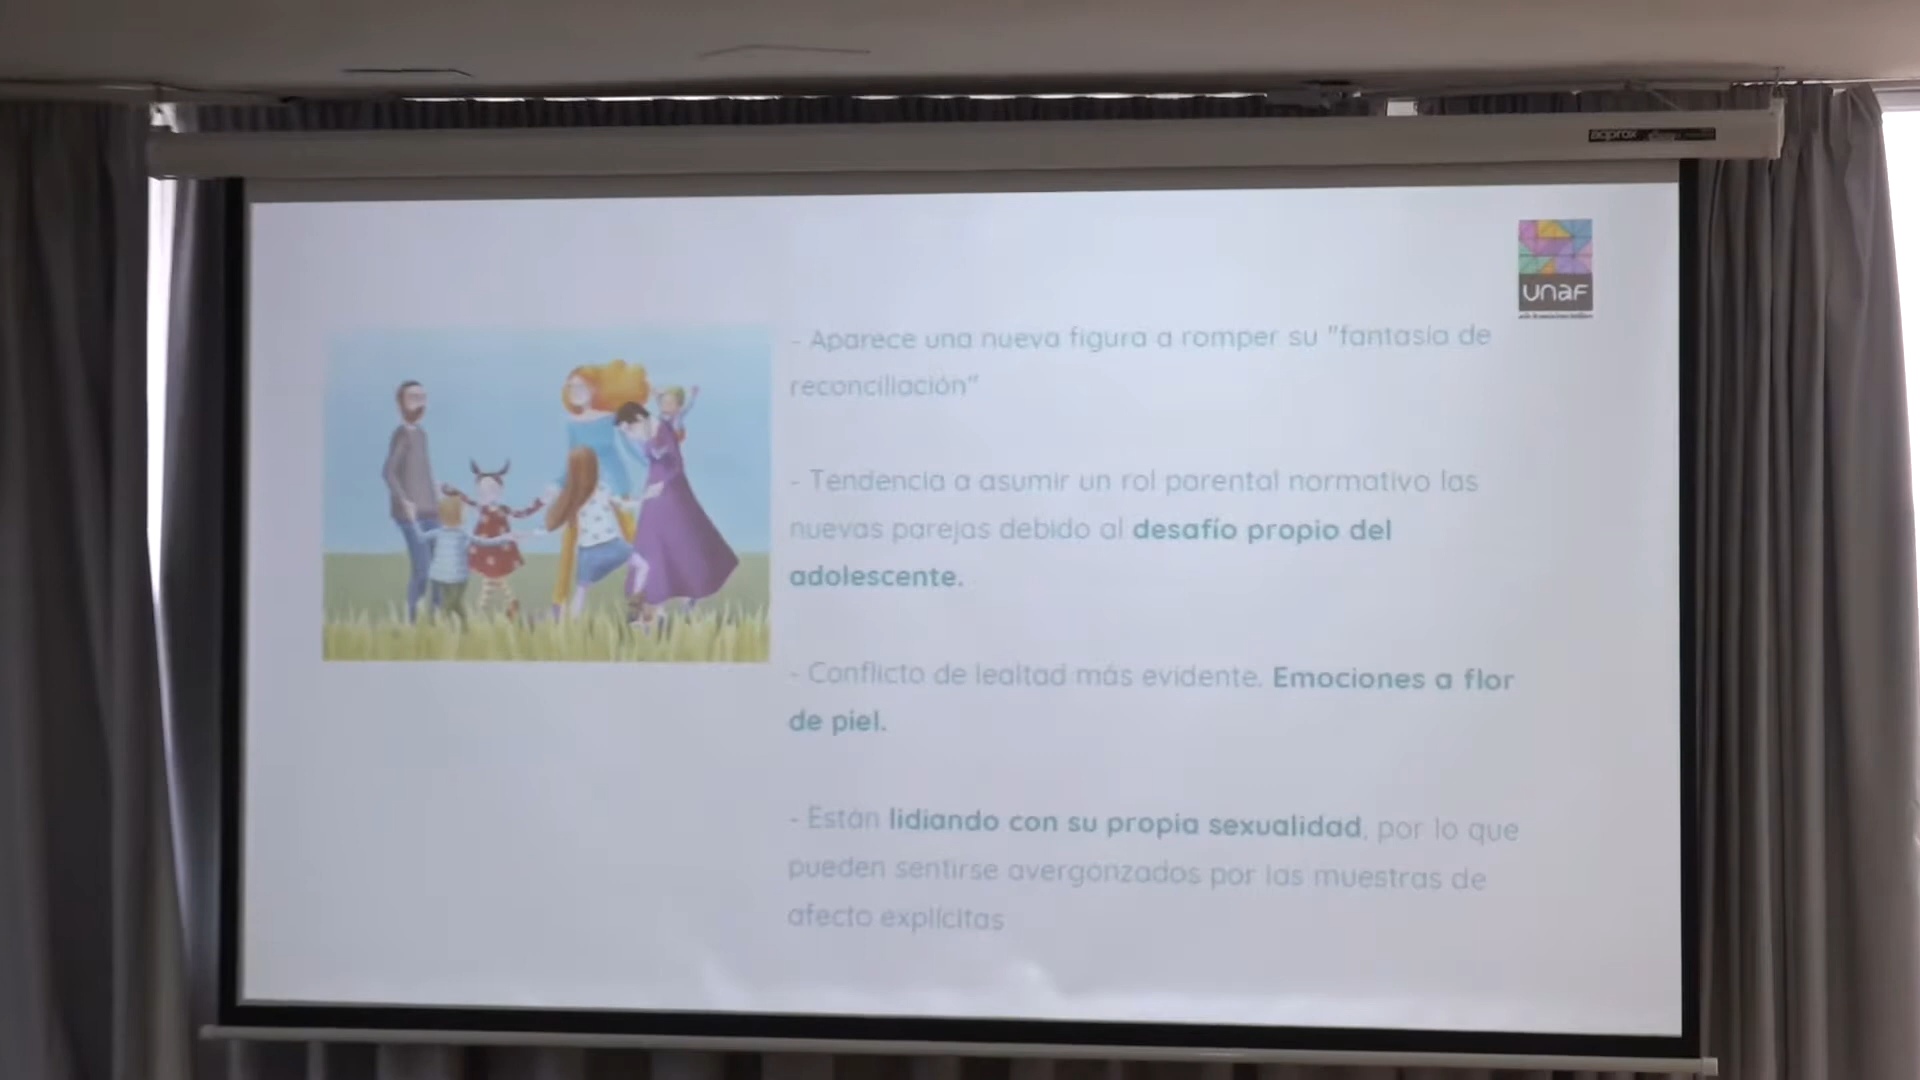 aprox
unaf
- Aparece una nueva figura a romper su "fantasía de
reconciliación"
- Tendencia a asumir un rol parental normativo las
nuevas parejas debido al desafío propio del
adolescente.
- Conflicto de lealtad más evidente. Emociones a flor
de piel.
- Están lidiando con su propia sexualidad, por lo que
pueden sentirse avergonzados por las muestras de
afecto explícitas